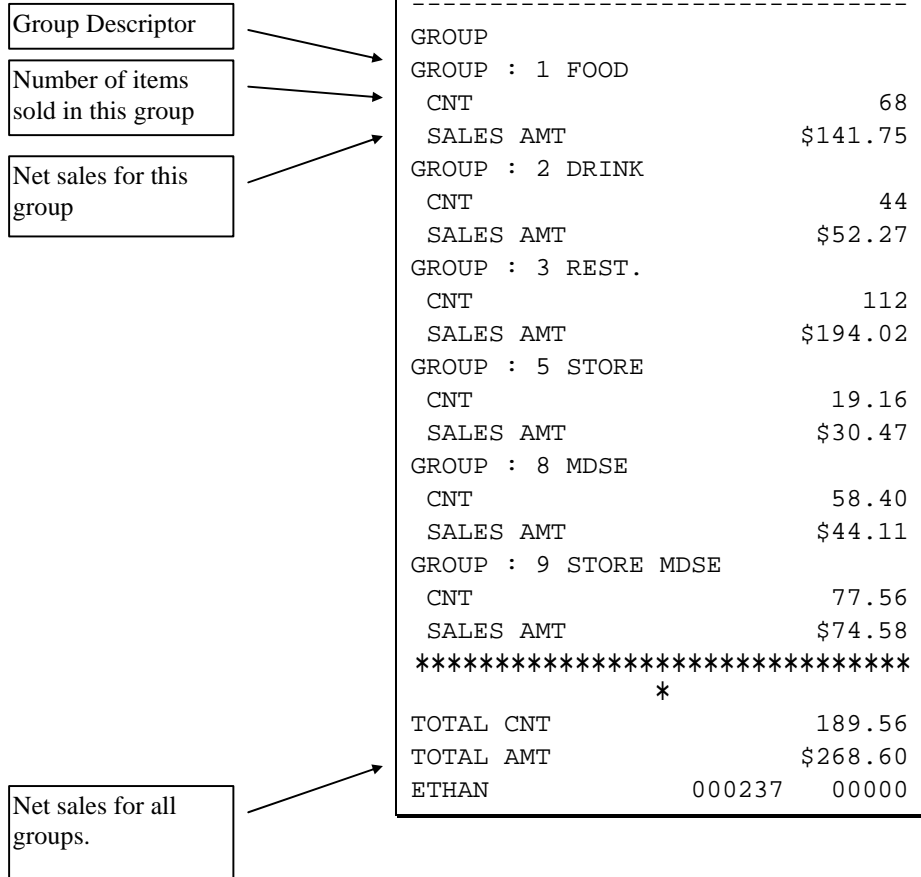 Group Descriptor
Number of items
sold in this group
Net sales for this
group
Net sales for all
groups.
--------------------------------
GROUP
GROUP : 1 FOOD
CNT 68
SALES AMT $141.75
GROUP : 2 DRINK
CNT 44
SALES AMT $52.27
GROUP : 3 REST.
CNT 112
SALES AMT $194.02
GROUP : 5 STORE
CNT 19.16
SALES AMT $30.47
GROUP : 8 MDSE
CNT 58.40
SALES AMT $44.11
GROUP : 9 STORE MDSE
CNT 77.56
SALES AMT $74.58
*******************************
*
TOTAL CNT 189.56
TOTAL AMT $268.60
ETHAN 000237 00000